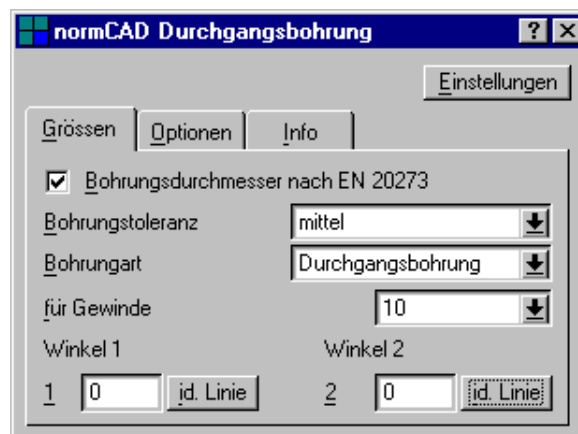 normCAD Durchgangsbohrung
Einstellungen
Grössen Optionen Info
Bohrungsdurchmesser nach EN 20273
Bohrungstoleranz mittel
Bohrungart Durchgangsbohrung
für Gewinde 10
Winkel 1 Winkel 2
1 0 id. Linie 2 0 id. Linie